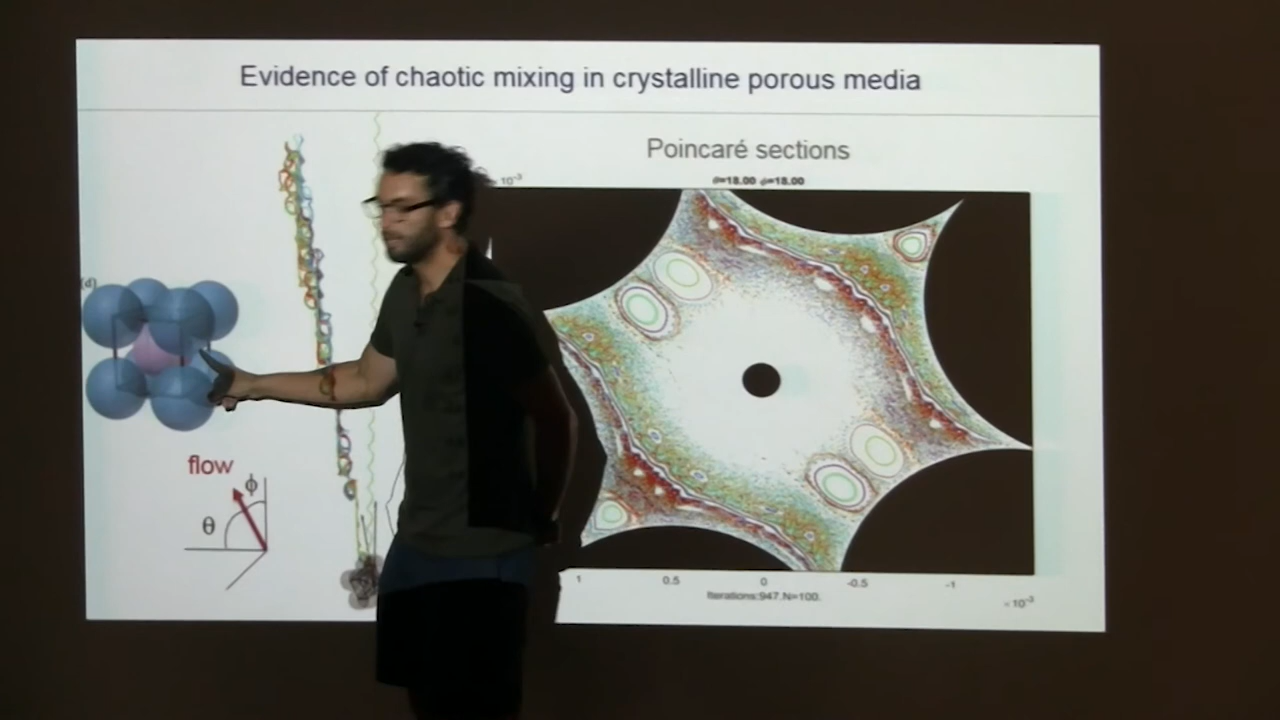 Evidence of chaotic mixing in crystalline porous media
Poincaré sections
θ=18.00 φ=18.00
10⁻³
(d)
flow
ϕ
θ
1 0.5 0 -0.5 -1
×10⁻³
Iterations:947.N=100.